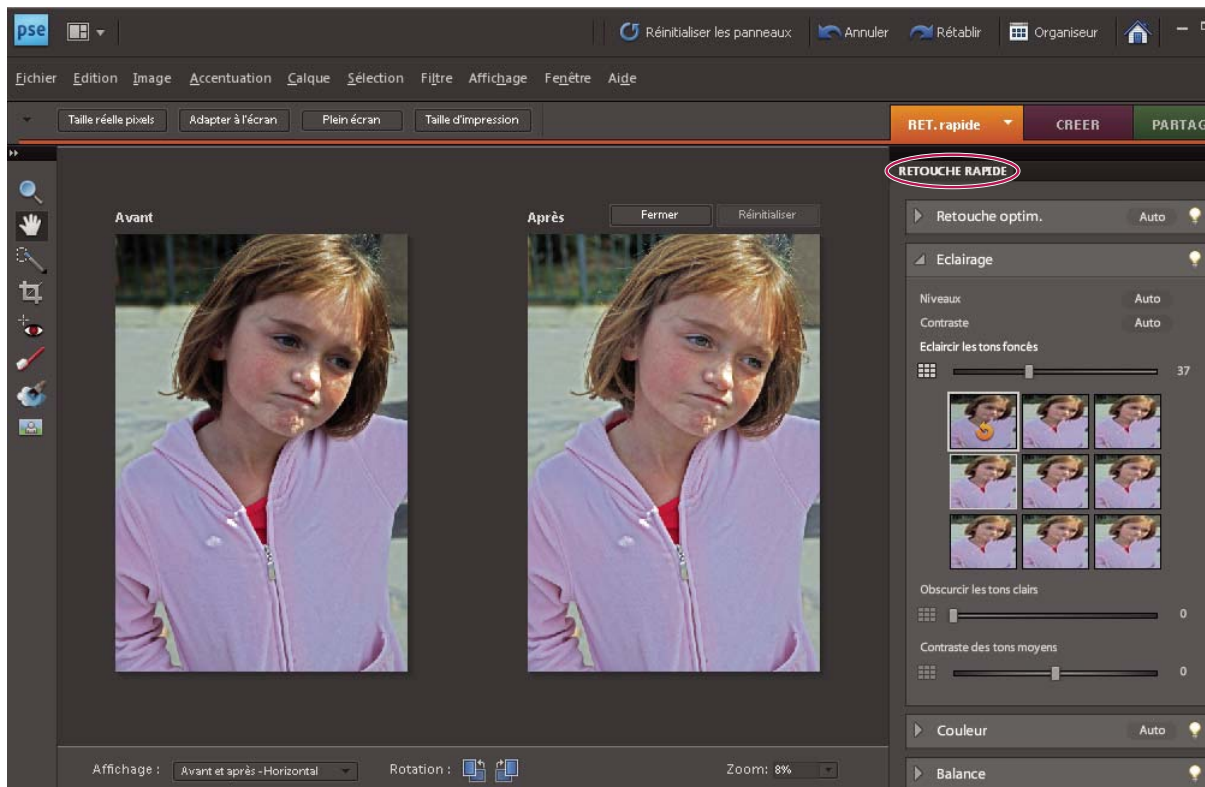 pse Réinitialiser les panneaux Annuler Rétablir Organiseur
Fichier Edition Image Accentuation Calque Sélection Filtre Affichage Fenêtre Aide
Taille réelle pixels Adapter à l'écran Plein écran Taille d'impression RET. rapide CREER PARTAG
RETOUCHE RAPIDE
Avant Après Fermer Réinitialiser
Retouche optim. Auto
Eclairage
Niveaux Auto
Contraste Auto
Eclaircir les tons foncés
37
Obscurcir les tons clairs
0
Contraste des tons moyens
0
Couleur Auto
Affichage : Avant et après - Horizontal Rotation : Zoom: 8%
Balance